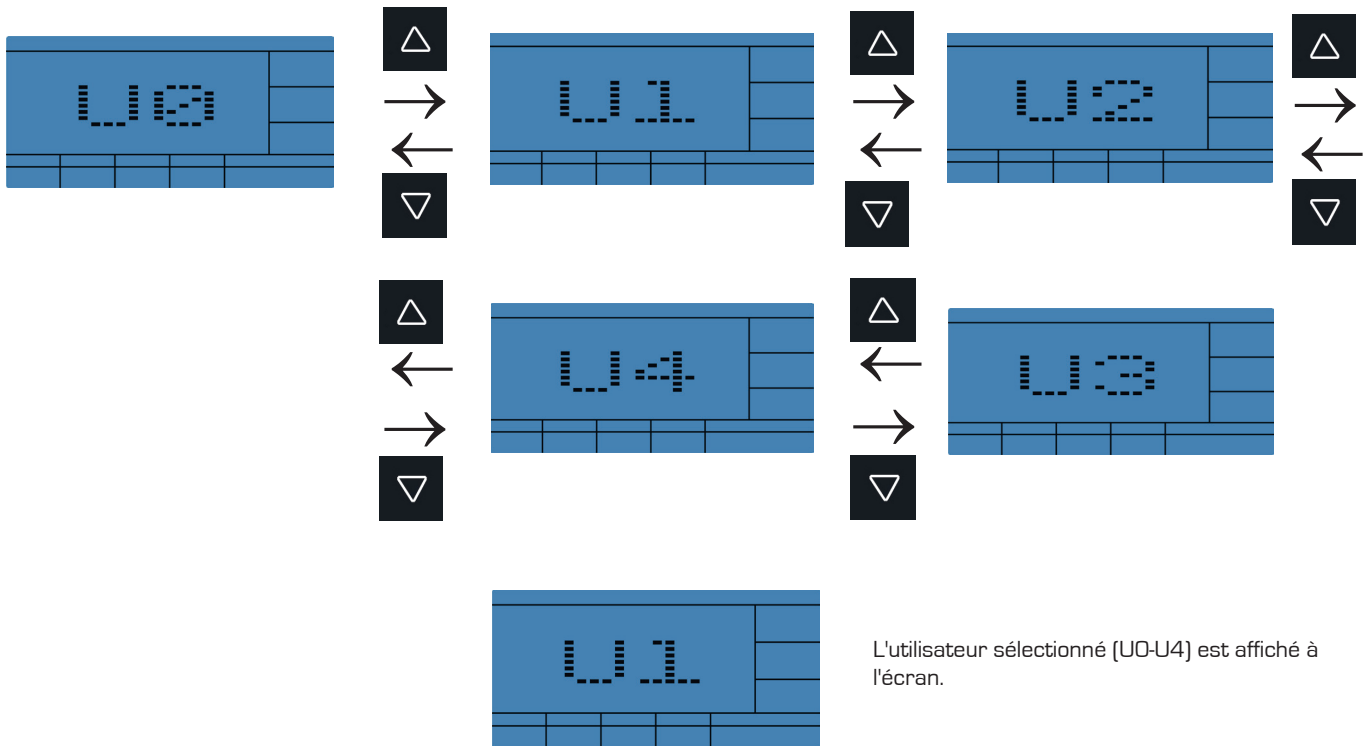 U0
U1
U2
U4
U3
U1
L'utilisateur sélectionné (U0-U4) est affiché à
l'écran.